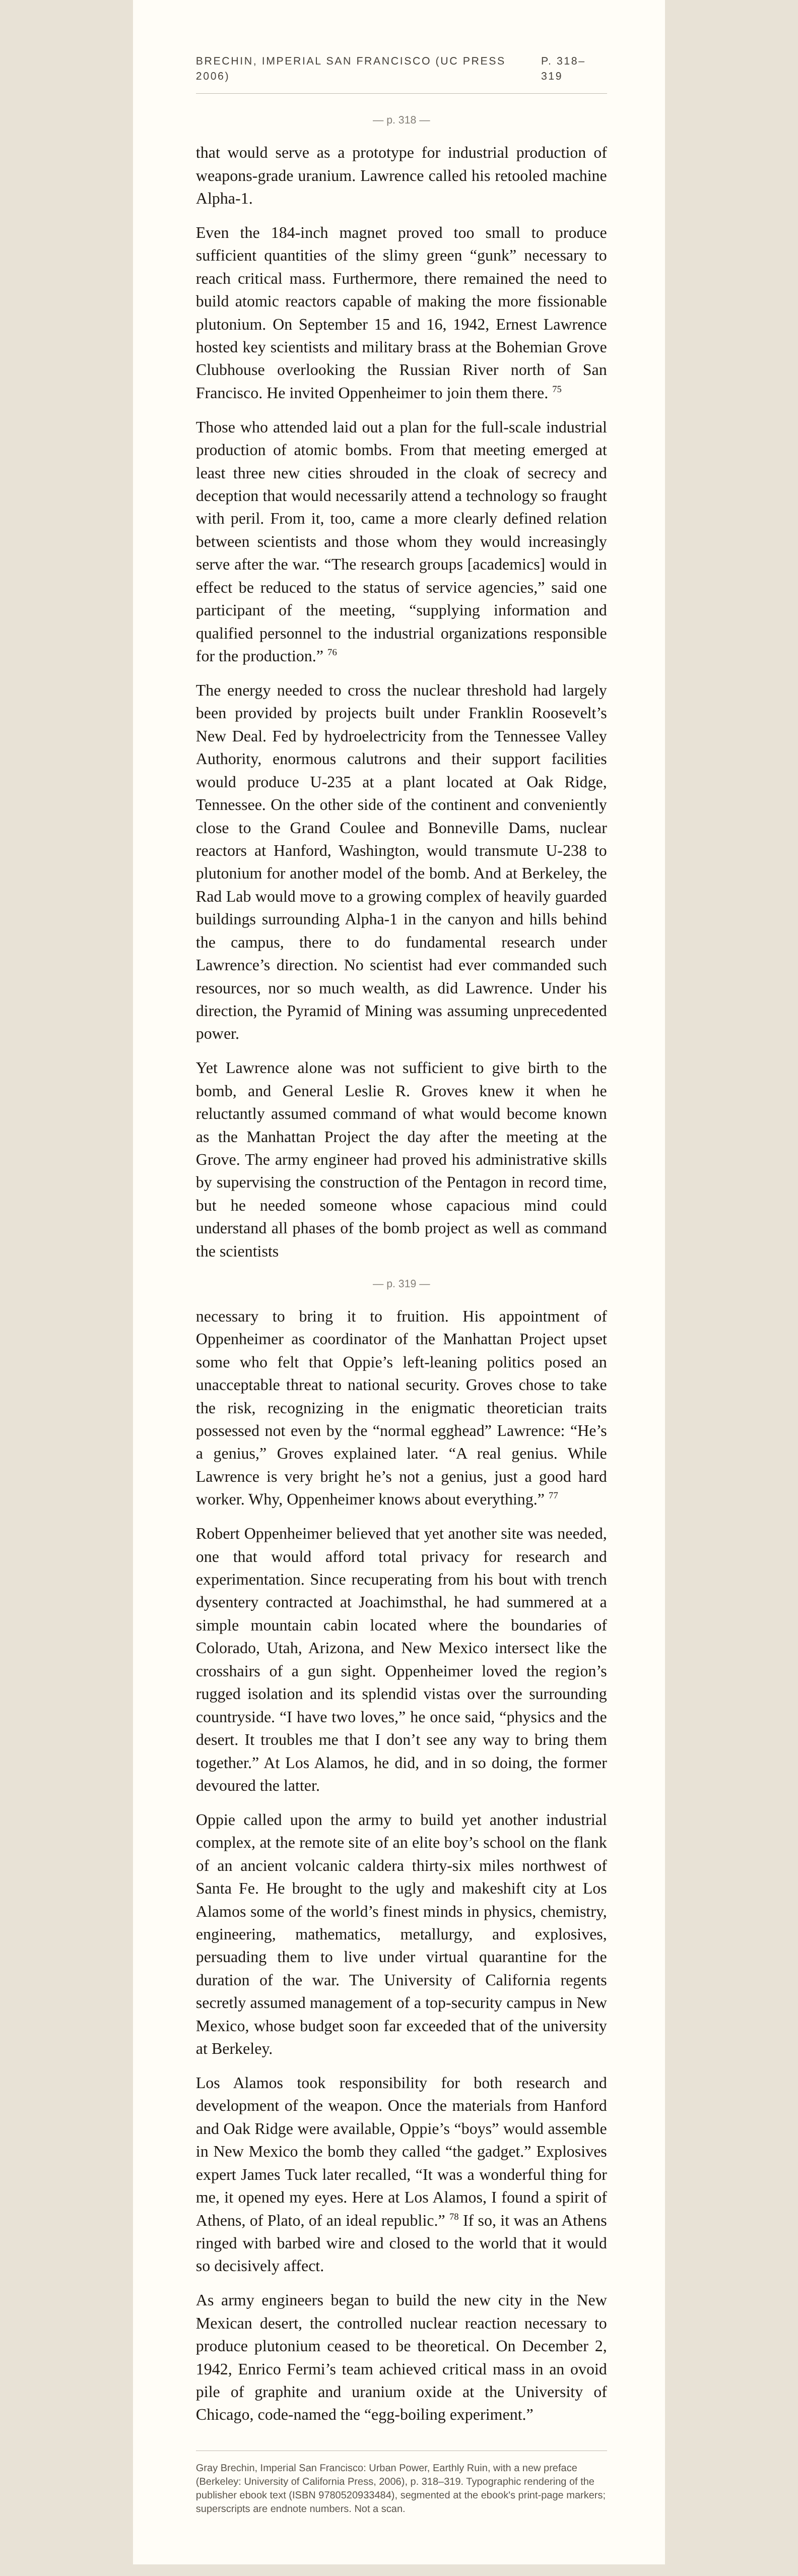 BRECHIN, IMPERIAL SAN FRANCISCO (UC PRESS 2006)
P. 318–319
— p. 318 —
that would serve as a prototype for industrial production of
weapons-grade uranium. Lawrence called his retooled machine
Alpha-1.
Even the 184-inch magnet proved too small to produce
sufficient quantities of the slimy green “gunk” necessary to
reach critical mass. Furthermore, there remained the need to
build atomic reactors capable of making the more fissionable
plutonium. On September 15 and 16, 1942, Ernest Lawrence
hosted key scientists and military brass at the Bohemian Grove
Clubhouse overlooking the Russian River north of San
Francisco. He invited Oppenheimer to join them there. 75
Those who attended laid out a plan for the full-scale industrial
production of atomic bombs. From that meeting emerged at
least three new cities shrouded in the cloak of secrecy and
deception that would necessarily attend a technology so fraught
with peril. From it, too, came a more clearly defined relation
between scientists and those whom they would increasingly
serve after the war. “The research groups [academics] would in
effect be reduced to the status of service agencies,” said one
participant of the meeting, “supplying information and
qualified personnel to the industrial organizations responsible
for the production.” 76
The energy needed to cross the nuclear threshold had largely
been provided by projects built under Franklin Roosevelt’s
New Deal. Fed by hydroelectricity from the Tennessee Valley
Authority, enormous calutrons and their support facilities
would produce U-235 at a plant located at Oak Ridge,
Tennessee. On the other side of the continent and conveniently
close to the Grand Coulee and Bonneville Dams, nuclear
reactors at Hanford, Washington, would transmute U-238 to
plutonium for another model of the bomb. And at Berkeley, the
Rad Lab would move to a growing complex of heavily guarded
buildings surrounding Alpha-1 in the canyon and hills behind
the campus, there to do fundamental research under
Lawrence’s direction. No scientist had ever commanded such
resources, nor so much wealth, as did Lawrence. Under his
direction, the Pyramid of Mining was assuming unprecedented
power.
Yet Lawrence alone was not sufficient to give birth to the
bomb, and General Leslie R. Groves knew it when he
reluctantly assumed command of what would become known
as the Manhattan Project the day after the meeting at the
Grove. The army engineer had proved his administrative skills
by supervising the construction of the Pentagon in record time,
but he needed someone whose capacious mind could
understand all phases of the bomb project as well as command
the scientists
— p. 319 —
necessary to bring it to fruition. His appointment of
Oppenheimer as coordinator of the Manhattan Project upset
some who felt that Oppie’s left-leaning politics posed an
unacceptable threat to national security. Groves chose to take
the risk, recognizing in the enigmatic theoretician traits
possessed not even by the “normal egghead” Lawrence: “He’s
a genius,” Groves explained later. “A real genius. While
Lawrence is very bright he’s not a genius, just a good hard
worker. Why, Oppenheimer knows about everything.” 77
Robert Oppenheimer believed that yet another site was needed,
one that would afford total privacy for research and
experimentation. Since recuperating from his bout with trench
dysentery contracted at Joachimsthal, he had summered at a
simple mountain cabin located where the boundaries of
Colorado, Utah, Arizona, and New Mexico intersect like the
crosshairs of a gun sight. Oppenheimer loved the region’s
rugged isolation and its splendid vistas over the surrounding
countryside. “I have two loves,” he once said, “physics and the
desert. It troubles me that I don’t see any way to bring them
together.” At Los Alamos, he did, and in so doing, the former
devoured the latter.
Oppie called upon the army to build yet another industrial
complex, at the remote site of an elite boy’s school on the flank
of an ancient volcanic caldera thirty-six miles northwest of
Santa Fe. He brought to the ugly and makeshift city at Los
Alamos some of the world’s finest minds in physics, chemistry,
engineering, mathematics, metallurgy, and explosives,
persuading them to live under virtual quarantine for the
duration of the war. The University of California regents
secretly assumed management of a top-security campus in New
Mexico, whose budget soon far exceeded that of the university
at Berkeley.
Los Alamos took responsibility for both research and
development of the weapon. Once the materials from Hanford
and Oak Ridge were available, Oppie’s “boys” would assemble
in New Mexico the bomb they called “the gadget.” Explosives
expert James Tuck later recalled, “It was a wonderful thing for
me, it opened my eyes. Here at Los Alamos, I found a spirit of
Athens, of Plato, of an ideal republic.” 78 If so, it was an Athens
ringed with barbed wire and closed to the world that it would
so decisively affect.
As army engineers began to build the new city in the New
Mexican desert, the controlled nuclear reaction necessary to
produce plutonium ceased to be theoretical. On December 2,
1942, Enrico Fermi’s team achieved critical mass in an ovoid
pile of graphite and uranium oxide at the University of
Chicago, code-named the “egg-boiling experiment.”
Gray Brechin, Imperial San Francisco: Urban Power, Earthly Ruin, with a new preface
(Berkeley: University of California Press, 2006), p. 318–319. Typographic rendering of the
publisher ebook text (ISBN 9780520933484), segmented at the ebook's print-page markers;
superscripts are endnote numbers. Not a scan.